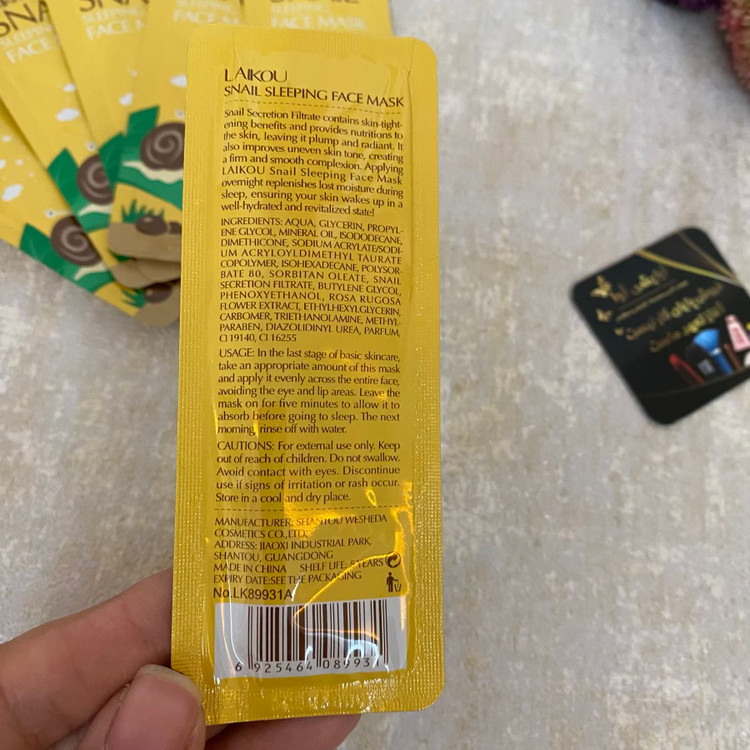 SLEEPING
FACE MASK
LAIKOU
SNAIL SLEEPING FACE MASK
Snail Secretion Filtrate contains skin-tight-
ening benefits and provides nutritions to
the skin, leaving it plump and radiant. It
also improves uneven skin tone, creating
a firm and smooth complexion. Applying
LAIKOU Snail Sleeping Face Mask
overnight replenishes lost moisture during
sleep, ensuring your skin wakes up in a
well-hydrated and revitalized state!
INGREDIENTS: AQUA, GLYCERIN, PROPYL-
ENE GLYCOL, MINERAL OIL, ISODODECANE,
DIMETHICONE, SODIUM ACRYLATE/SODI-
UM ACRYLOYLDIMETHYL TAURATE
COPOLYMER, ISOHEXADECANE, POLYSOR-
BATE 80, SORBITAN OLEATE, SNAIL
SECRETION FILTRATE, BUTYLENE GLYCOL,
PHENOXYETHANOL, ROSA RUGOSA
FLOWER EXTRACT, ETHYLHEXYLGLYCERIN,
CARBOMER, TRIETHANOLAMINE, METHYL-
PARABEN, DIAZOLIDINYL UREA, PARFUM,
CI 19140, CI 16255
USAGE: In the last stage of basic skincare,
take an appropriate amount of this mask
and apply it evenly across the entire face,
avoiding the eye and lip areas. Leave the
mask on for five minutes to allow it to
absorb before going to sleep. The next
morning, rinse off with water.
CAUTIONS: For external use only. Keep
out of reach of children. Do not swallow.
Avoid contact with eyes. Discontinue
use if signs of irritation or rash occur.
Store in a cool and dry place.
MANUFACTURER: SHANTOU WESHEDA
COSMETICS CO.,LTD.
ADDRESS: JIAOXI INDUSTRIAL PARK,
SHANTOU, GUANGDONG
MADE IN CHINA SHELF LIFE: 3 YEARS
EXPIRY DATE:SEE THE PACKAGING
No.LK89931A
6 925464 08993